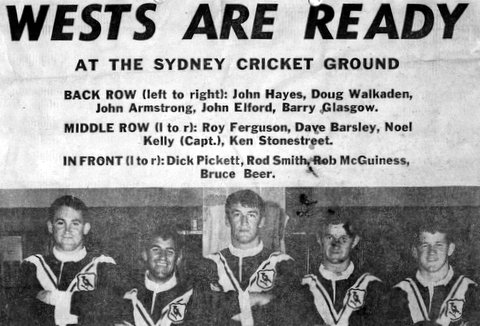 WESTS ARE READY
AT THE SYDNEY CRICKET GROUND
BACK ROW (left to right): John Hayes, Doug Walkaden,
John Armstrong, John Elford, Barry Glasgow.
MIDDLE ROW (l to r): Roy Ferguson, Dave Barsley, Noel
Kelly (Capt.), Ken Stonestreet.
IN FRONT (l to r): Dick Pickett, Rod Smith, Rob McGuiness,
Bruce Beer.